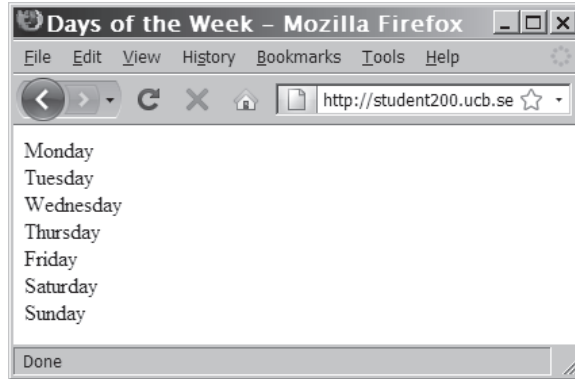 Days of the Week – Mozilla Firefox
File Edit View History Bookmarks Tools Help
http://student200.ucb.se
Monday
Tuesday
Wednesday
Thursday
Friday
Saturday
Sunday
Done